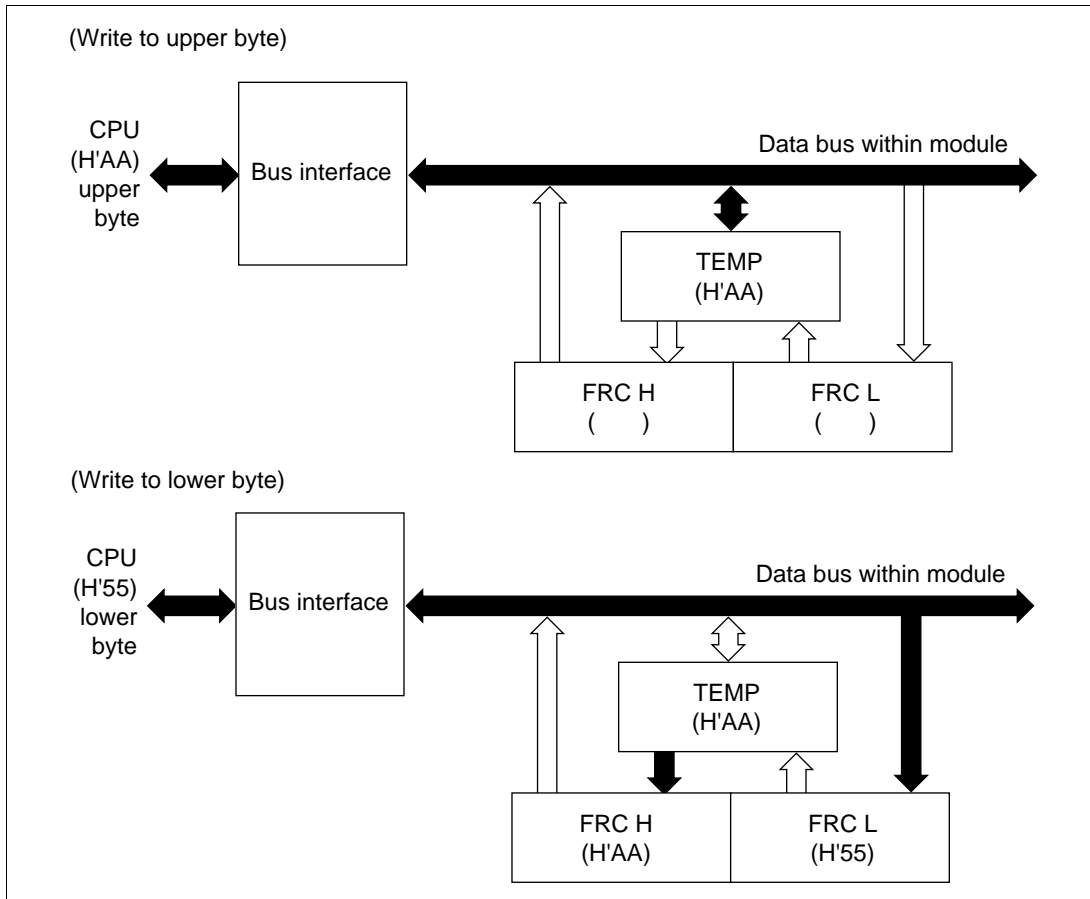 (Write to upper byte)
CPU
(H'AA)
upper
byte
Bus interface
Data bus within module
TEMP
(H'AA)
FRC H
( )
FRC L
( )
(Write to lower byte)
CPU
(H'55)
lower
byte
Bus interface
Data bus within module
TEMP
(H'AA)
FRC H
(H'AA)
FRC L
(H'55)